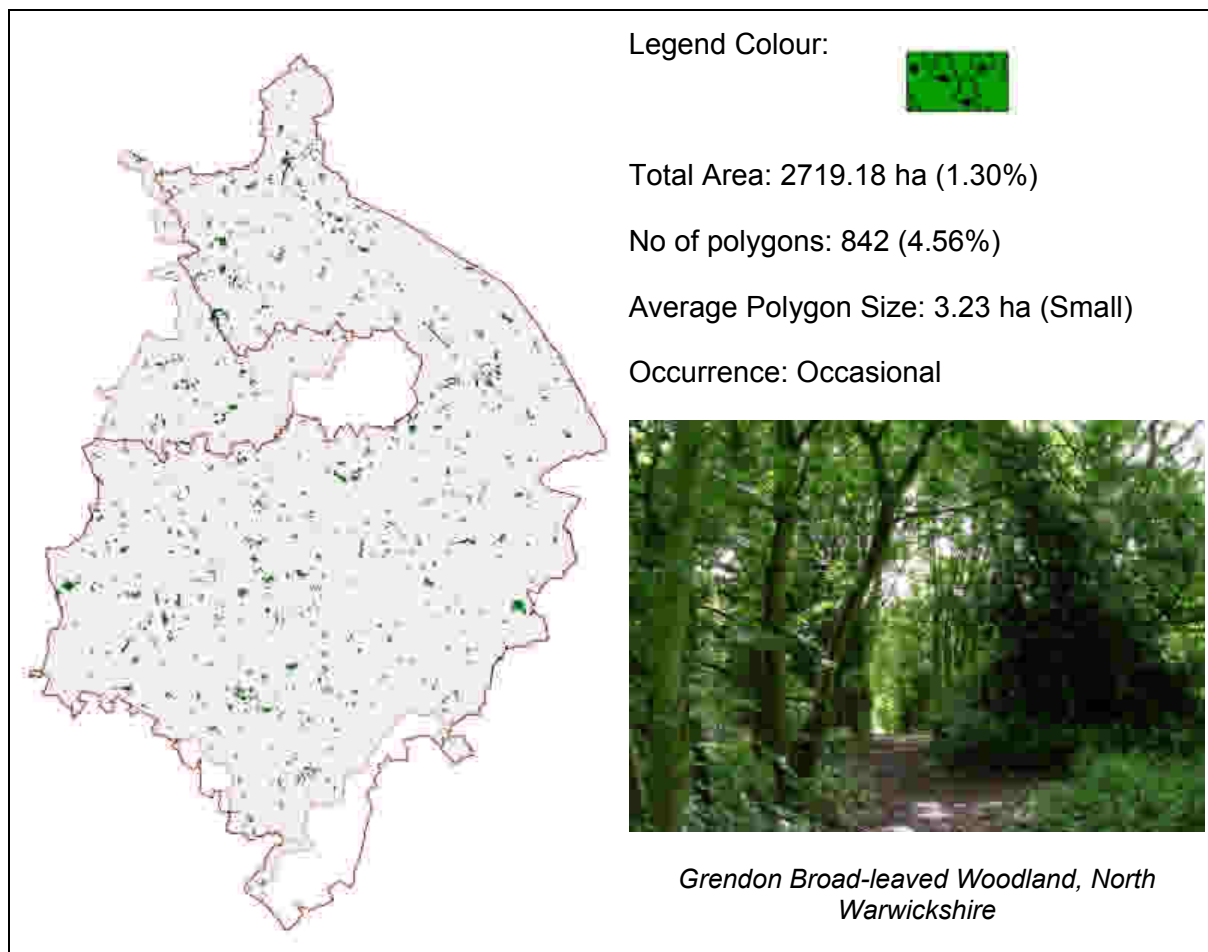 Legend Colour:
Total Area: 2719.18 ha (1.30%)
No of polygons: 842 (4.56%)
Average Polygon Size: 3.23 ha (Small)
Occurrence: Occasional
Grendon Broad-leaved Woodland, North
Warwickshire